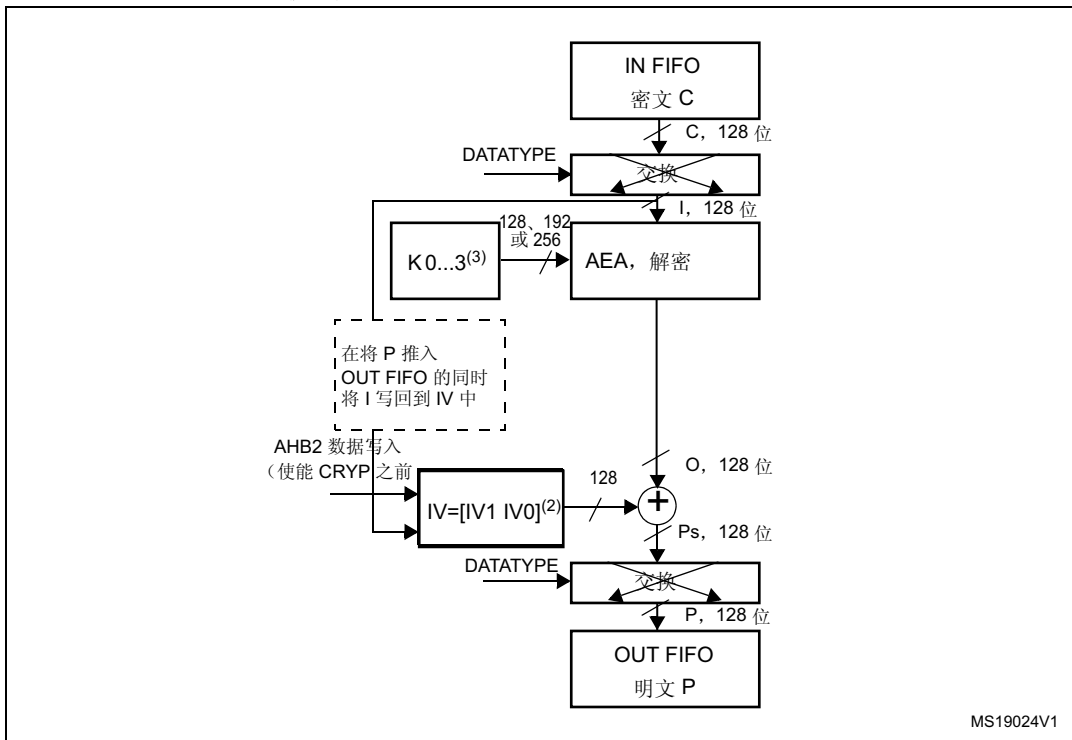 IN FIFO
密文 C
C，128 位
DATATYPE
交换
I，128 位
128、192
或 256
K 0...3(3)
AEA，解密
在将 P 推入
OUT FIFO 的同时
将 I 写回到 IV 中
AHB2 数据写入
（使能 CRYP 之前
O，128 位
IV=[IV1 IV0](2)
128
+
Ps，128 位
DATATYPE
交换
P，128 位
OUT FIFO
明文 P
MS19024V1